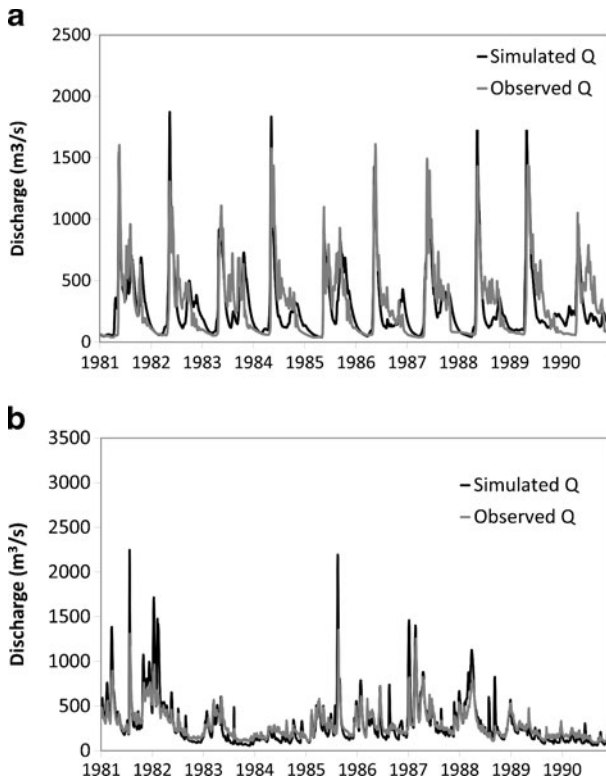 a
2500
2000
1500
1000
500
0
Discharge (m3/s)
Simulated Q
Observed Q
1981 1982 1983 1984 1985 1986 1987 1988 1989 1990
b
3500
3000
2500
2000
1500
1000
500
0
Discharge (m³/s)
Simulated Q
Observed Q
1981 1982 1983 1984 1985 1986 1987 1988 1989 1990